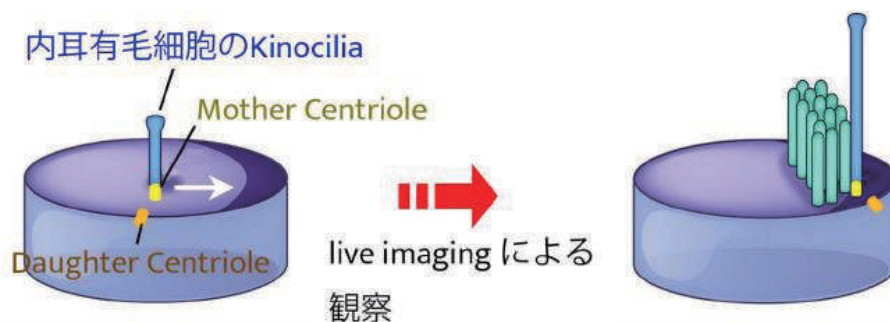 内耳有毛細胞のKinocilia
Mother Centriole
Daughter Centriole
live imaging による
観察